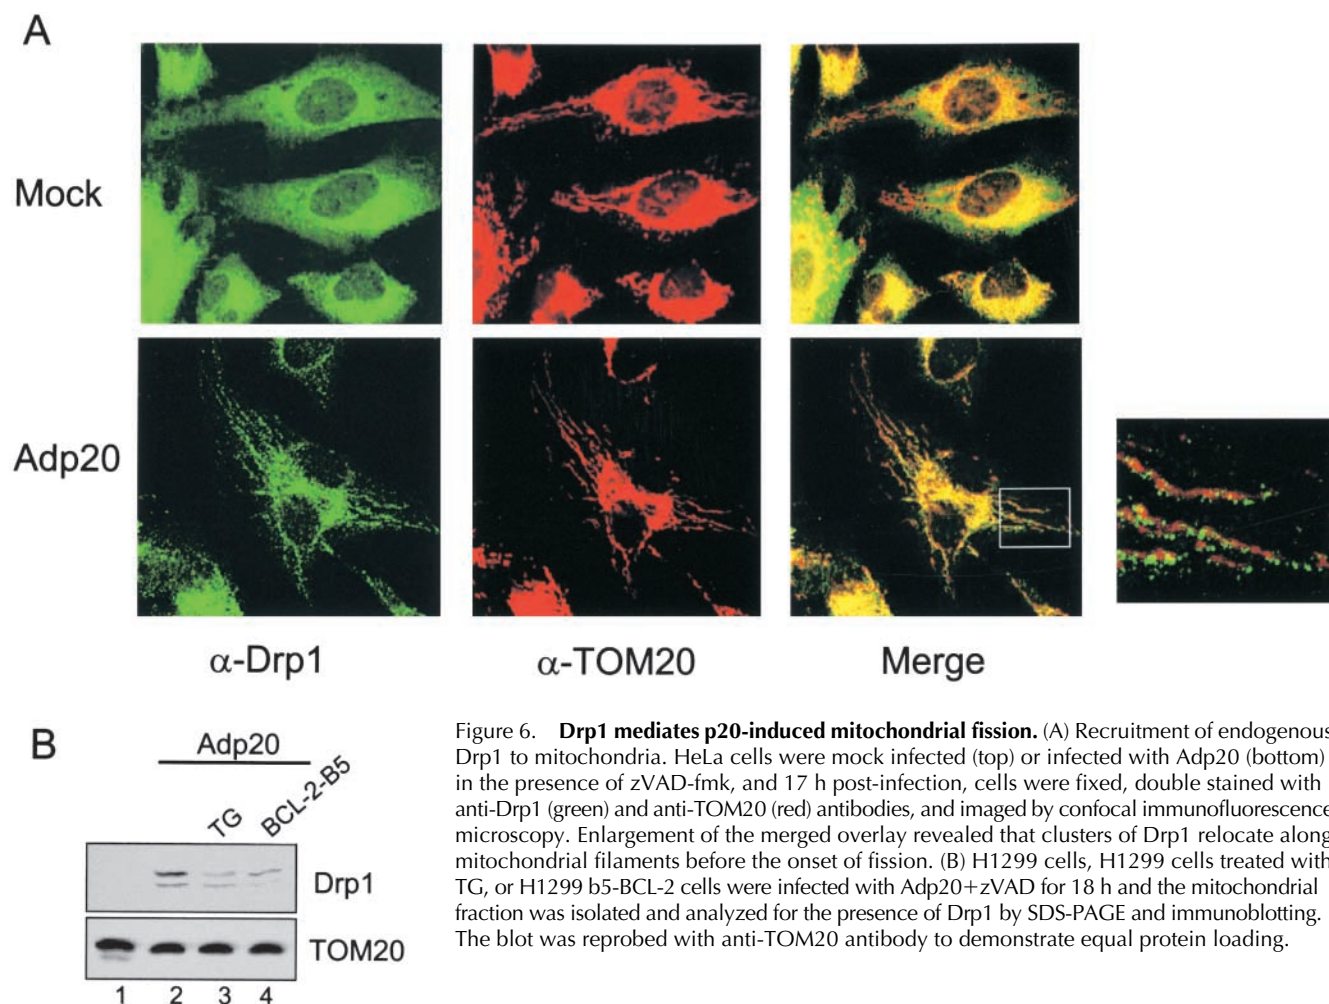 A
Mock
Adp20
α-Drp1
α-TOM20
Merge
B
Adp20
TG
BCL-2-B5
Drp1
TOM20
1 2 3 4
Figure 6. Drp1 mediates p20-induced mitochondrial fission. (A) Recruitment of endogenous
Drp1 to mitochondria. HeLa cells were mock infected (top) or infected with Adp20 (bottom)
in the presence of zVAD-fmk, and 17 h post-infection, cells were fixed, double stained with
anti-Drp1 (green) and anti-TOM20 (red) antibodies, and imaged by confocal immunofluorescence
microscopy. Enlargement of the merged overlay revealed that clusters of Drp1 relocate along
mitochondrial filaments before the onset of fission. (B) H1299 cells, H1299 cells treated with
TG, or H1299 b5-BCL-2 cells were infected with Adp20+zVAD for 18 h and the mitochondrial
fraction was isolated and analyzed for the presence of Drp1 by SDS-PAGE and immunoblotting.
The blot was reprobed with anti-TOM20 antibody to demonstrate equal protein loading.